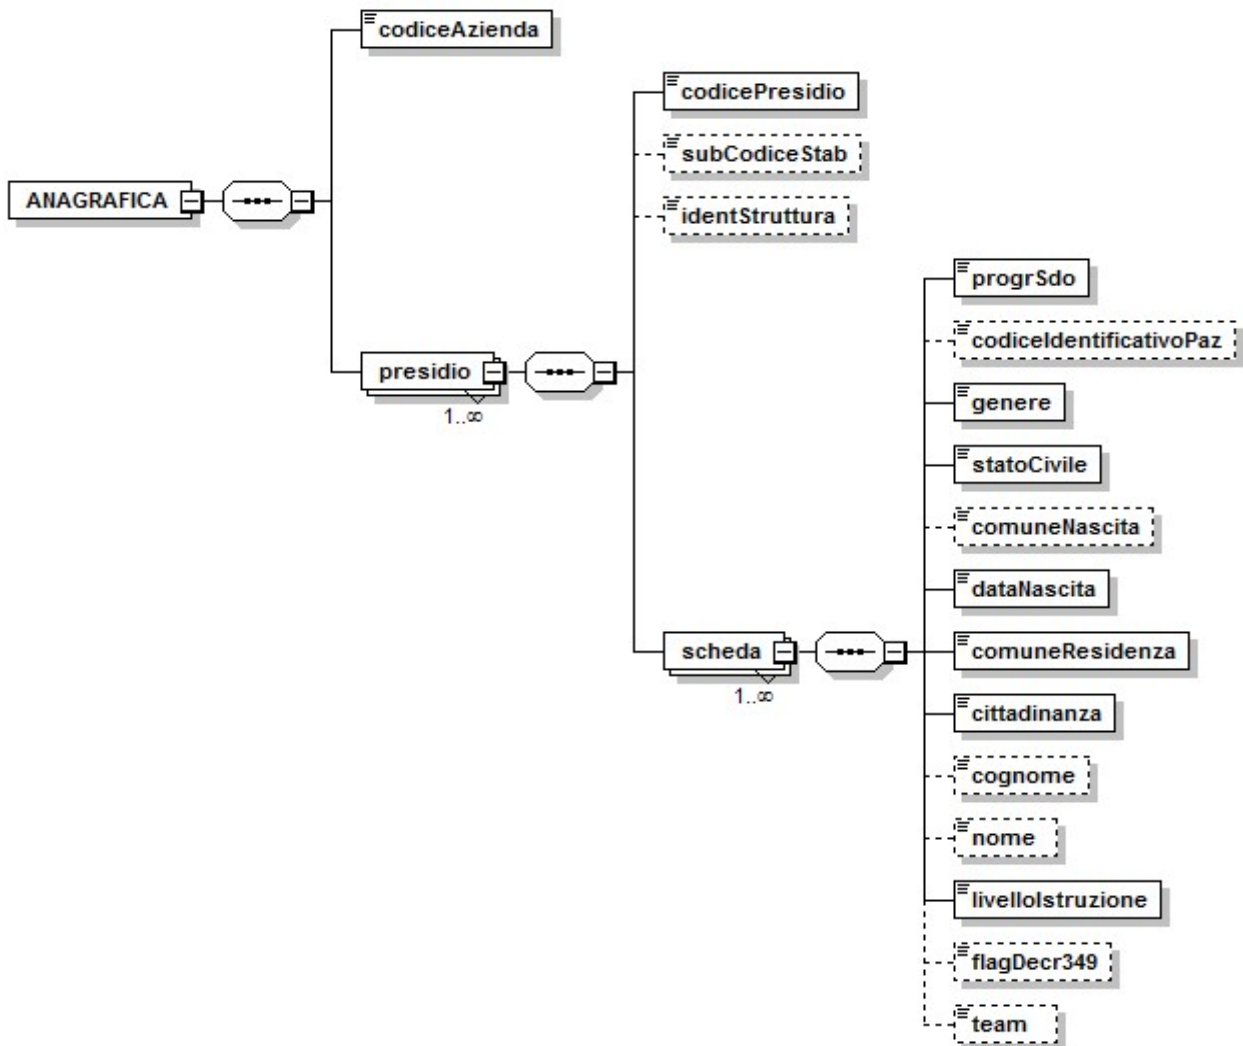 codiceAzienda
codicePresidio
subCodiceStab
ANAGRAFICA
identStruttura
progrSdo
codiceIdentificativoPaz
presidio
1..∞
genere
statoCivile
comuneNascita
dataNascita
scheda
1..∞
comuneResidenza
cittadinanza
cognome
nome
livelloIstruzione
flagDecr349
team